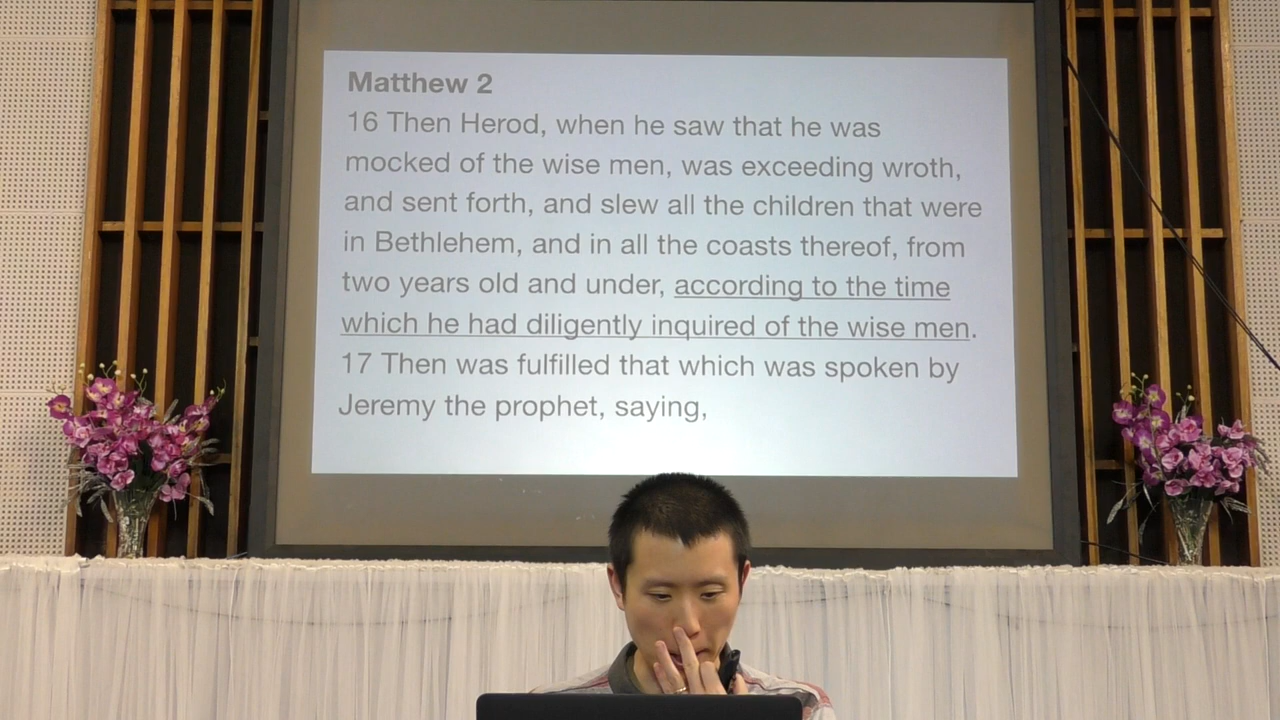 Matthew 2
16 Then Herod, when he saw that he was
mocked of the wise men, was exceeding wroth,
and sent forth, and slew all the children that were
in Bethlehem, and in all the coasts thereof, from
two years old and under, according to the time
which he had diligently inquired of the wise men.
17 Then was fulfilled that which was spoken by
Jeremy the prophet, saying,